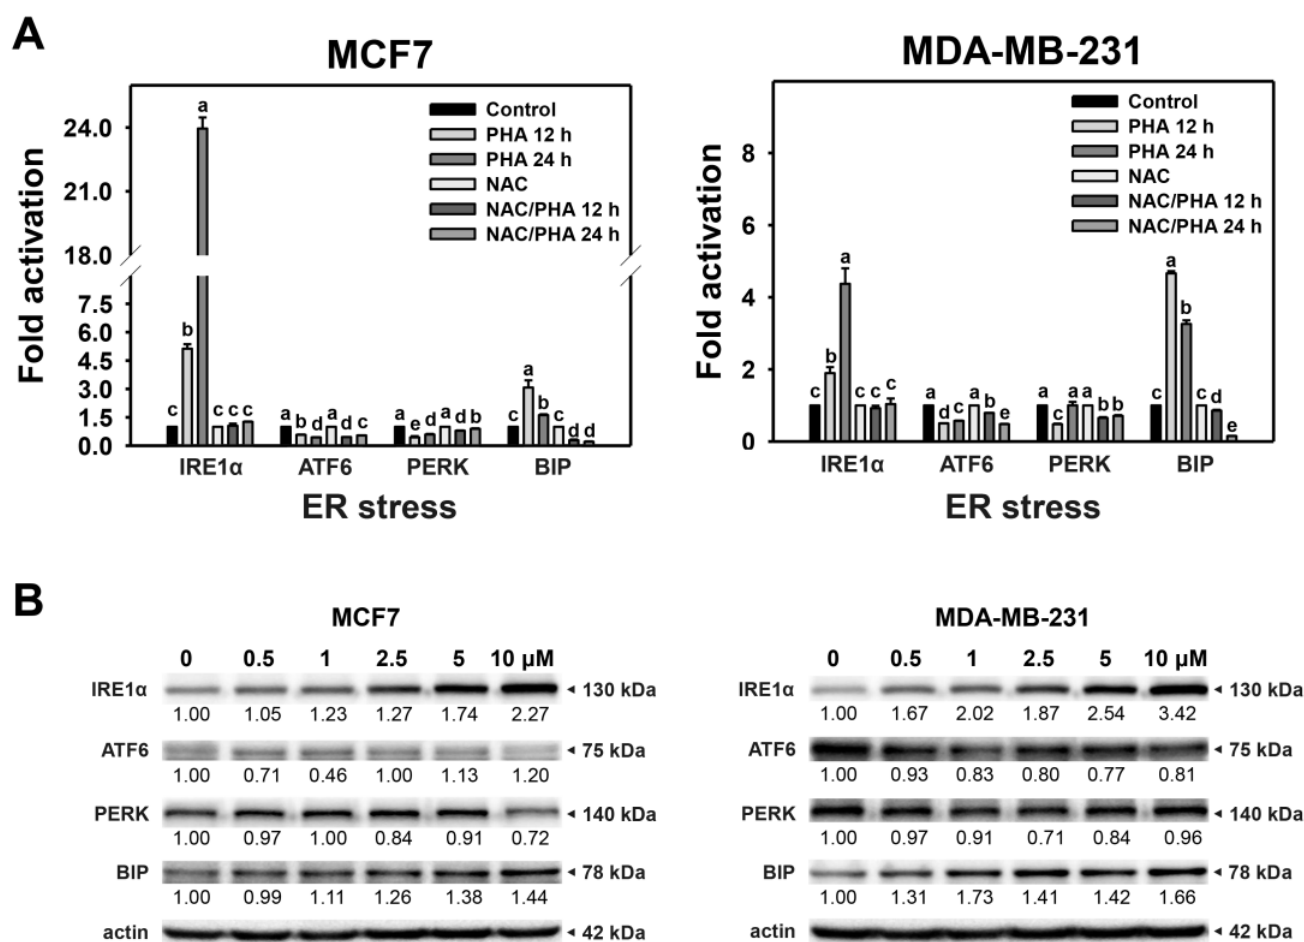 A
MCF7
MDA-MB-231
Fold activation
24.0
21.0
18.0
7.5
6.0
4.5
3.0
1.5
0.0
Control
PHA 12 h
PHA 24 h
NAC
NAC/PHA 12 h
NAC/PHA 24 h
c b a c c c
a b d a d c
a e d a d b
c a b c d d
IRE1α ATF6 PERK BIP
ER stress
Fold activation
8
6
4
2
0
Control
PHA 12 h
PHA 24 h
NAC
NAC/PHA 12 h
NAC/PHA 24 h
c b a c c c
a d c a b e
a c a a b b
c a b c d e
IRE1α ATF6 PERK BIP
ER stress
B
MCF7
0 0.5 1 2.5 5 10 µM
IRE1α ◄ 130 kDa
1.00 1.05 1.23 1.27 1.74 2.27
ATF6 ◄ 75 kDa
1.00 0.71 0.46 1.00 1.13 1.20
PERK ◄ 140 kDa
1.00 0.97 1.00 0.84 0.91 0.72
BIP ◄ 78 kDa
1.00 0.99 1.11 1.26 1.38 1.44
actin ◄ 42 kDa
MDA-MB-231
0 0.5 1 2.5 5 10 µM
IRE1α ◄ 130 kDa
1.00 1.67 2.02 1.87 2.54 3.42
ATF6 ◄ 75 kDa
1.00 0.93 0.83 0.80 0.77 0.81
PERK ◄ 140 kDa
1.00 0.97 0.91 0.71 0.84 0.96
BIP ◄ 78 kDa
1.00 1.31 1.73 1.41 1.42 1.66
actin ◄ 42 kDa